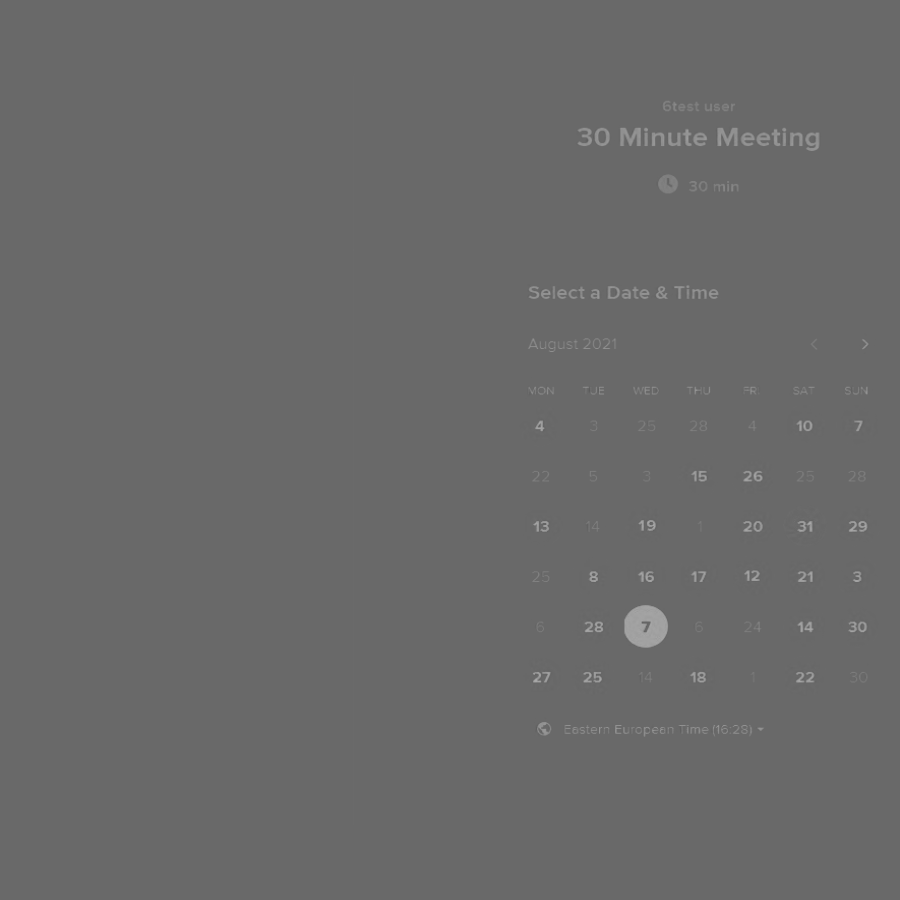 6test user
30 Minute Meeting
30 min
Select a Date & Time
August 2021
MON TUE WED THU FR SAT SUN
4 3 25 28 4 10 7
22 5 3 15 26 25 28
13 14 19 1 20 31 29
25 8 16 17 12 21 3
6 28 7 6 24 14 30
27 25 14 18 1 22 30
Eastern European Time (16:28)